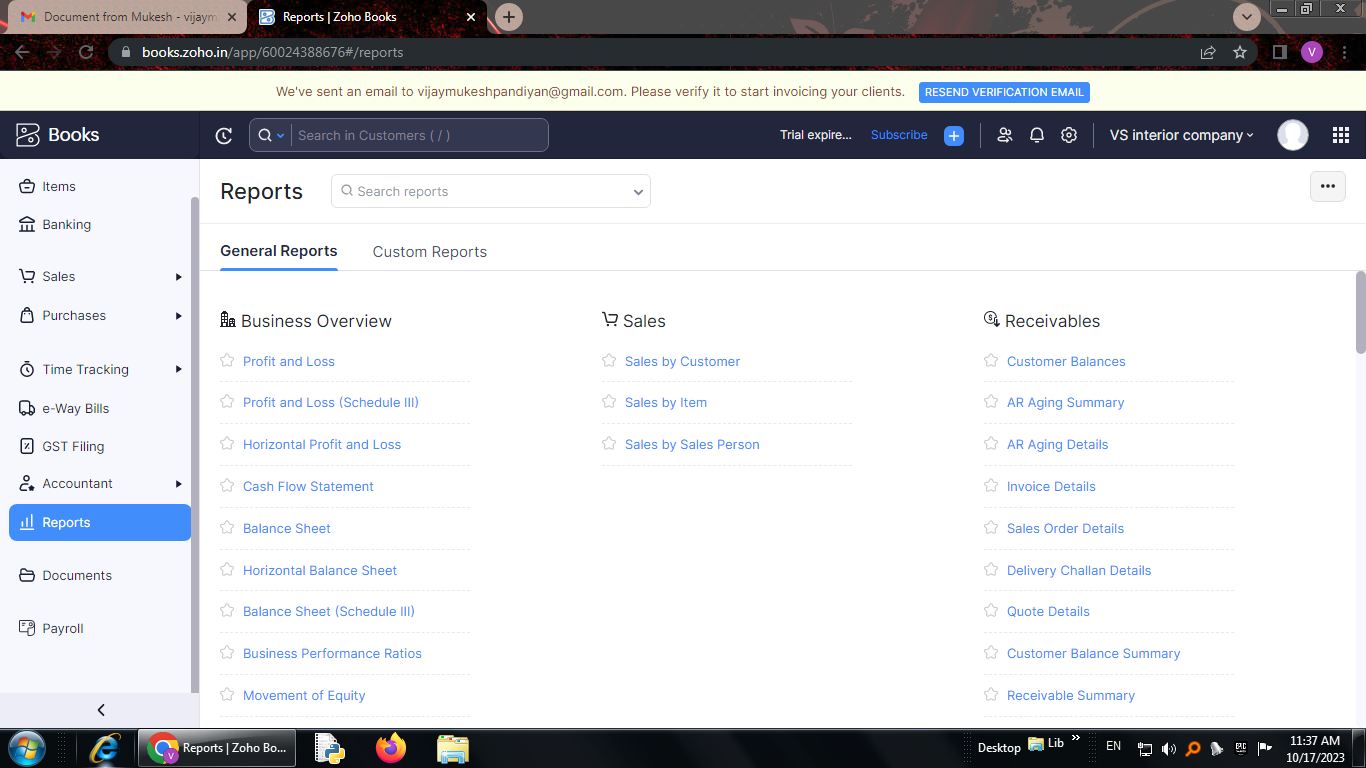 Document from Mukesh - vijaym
Reports | Zoho Books
books.zoho.in/app/60024388676#/reports
V
We've sent an email to vijaymukeshpandiyan@gmail.com. Please verify it to start invoicing your clients.
RESEND VERIFICATION EMAIL
Books
Search in Customers ( / )
Trial expire...
Subscribe
VS interior company
Items
Banking
Sales
Purchases
Time Tracking
e-Way Bills
GST Filing
Accountant
Reports
Documents
Payroll
Reports
Search reports
General Reports
Custom Reports
Business Overview
Profit and Loss
Profit and Loss (Schedule III)
Horizontal Profit and Loss
Cash Flow Statement
Balance Sheet
Horizontal Balance Sheet
Balance Sheet (Schedule III)
Business Performance Ratios
Movement of Equity
Sales
Sales by Customer
Sales by Item
Sales by Sales Person
Receivables
Customer Balances
AR Aging Summary
AR Aging Details
Invoice Details
Sales Order Details
Delivery Challan Details
Quote Details
Customer Balance Summary
Receivable Summary
V
Reports | Zoho Bo...
Desktop
Lib
EN
11:37 AM
10/17/2023